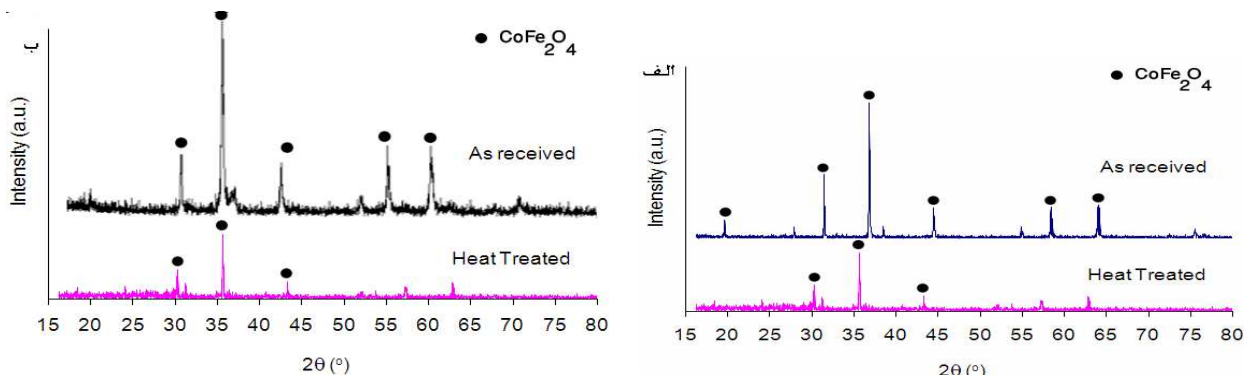 ب
● CoFe₂O₄
Intensity (a.u.)
As received
Heat Treated
15 20 25 30 35 40 45 50 55 60 65 70 75 80
2θ (°)
الف
● CoFe₂O₄
Intensity (a.u.)
As received
Heat Treated
15 20 25 30 35 40 45 50 55 60 65 70 75 80
2θ (°)